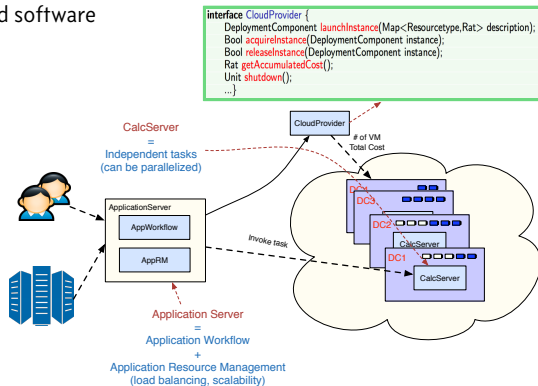 d software
interface CloudProvider {
DeploymentComponent launchInstance(Map<Resourcetype,Rat> description);
Bool acquireInstance(DeploymentComponent instance);
Bool releaseInstance(DeploymentComponent instance);
Rat getAccumulatedCost();
Unit shutdown();
...}
CloudProvider
# of VM
Total Cost
CalcServer
=
Independent tasks
(can be parallelized)
DC3
DC2
CalcServer
DC1
CalcServer
ApplicationServer
AppWorkflow
AppRM
Invoke task
Application Server
=
Application Workflow
+
Application Resource Management
(load balancing, scalability)